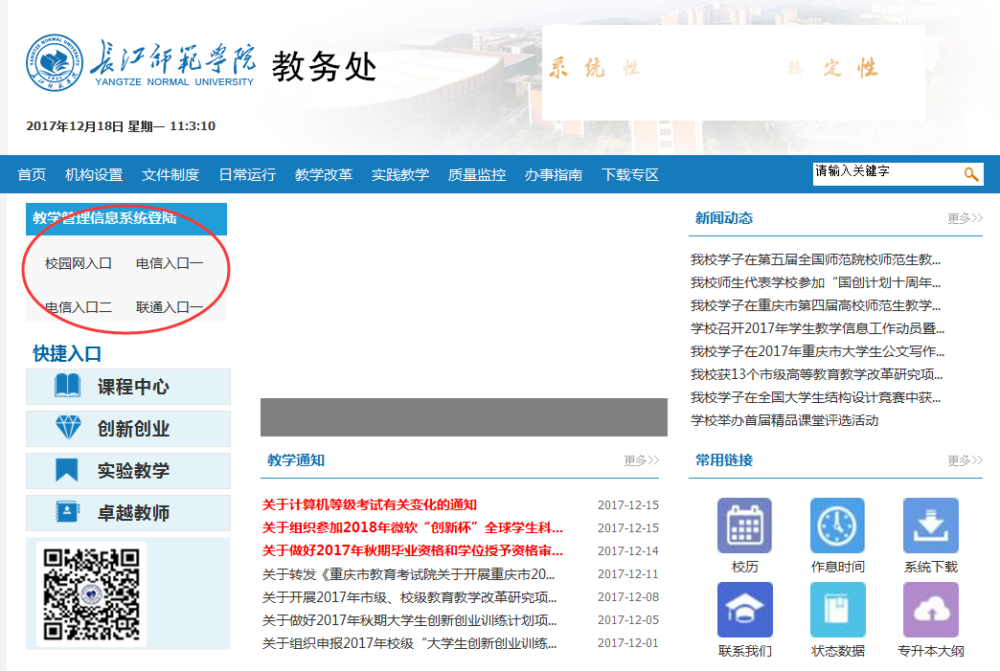 长江师范学院 教务处
YANGTZE NORMAL UNIVERSITY
系统性 稳定性
2017年12月18日 星期一 11:3:10
首页 机构设置 文件制度 日常运行 教学改革 实践教学 质量监控 办事指南 下载专区 请输入关键字
教学管理信息系统登陆
校园网入口 电信入口一
电信入口二 联通入口一
快捷入口
课程中心
创新创业
实验教学
卓越教师
新闻动态 更多>>
我校学子在第五届全国师范院校师范生教...
我校师生代表学校参加“国创计划十周年...
我校学子在重庆市第四届高校师范生教学...
学校召开2017年学生教学信息工作动员暨...
我校学子在2017年重庆市大学生公文写作...
我校获13个市级高等教育教学改革研究项...
我校学子在全国大学生结构设计竞赛中获...
学校举办首届精品课堂评选活动
教学通知 更多>>
关于计算机等级考试有关变化的通知 2017-12-15
关于组织参加2018年微软“创新杯”全球学生科... 2017-12-15
关于做好2017年秋期毕业资格和学位授予资格审... 2017-12-14
关于转发《重庆市教育考试院关于开展重庆市20... 2017-12-11
关于开展2017年市级、校级教育教学改革研究项... 2017-12-08
关于做好2017年秋期大学生创新创业训练计划项... 2017-12-05
关于组织申报2017年校级“大学生创新创业训练... 2017-12-01
常用链接 更多>>
校历 作息时间 系统下载
联系我们 状态数据 专升本大纲